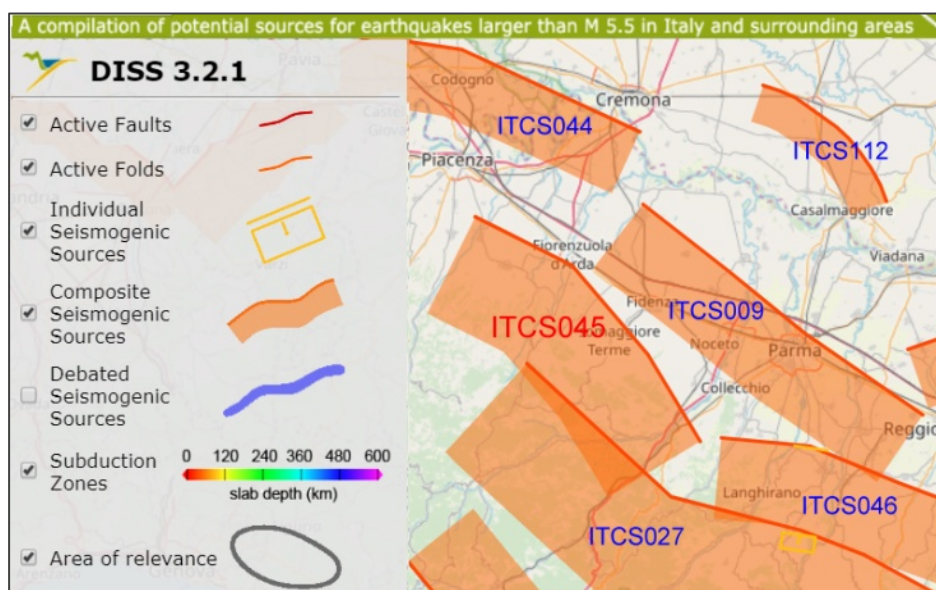 A compilation of potential sources for earthquakes larger than M 5.5 in Italy and surrounding areas
DISS 3.2.1
Active Faults
Active Folds
Individual
Seismogenic
Sources
Composite
Seismogenic
Sources
Debated
Seismogenic
Sources
Subduction
Zones
0 120 240 360 480 600
slab depth (km)
Area of relevance
Pavia
Codogno
Cremona
ITCS044
Piacenza
ITCS112
Casalmaggiore
Viadana
Fiorenzuola
d'Arda
Fidenza
ITCS009
ITCS045
maggiore
Terme
Noceto
Parma
Collecchio
Reggio
Langhirano
ITCS046
ITCS027
Genova